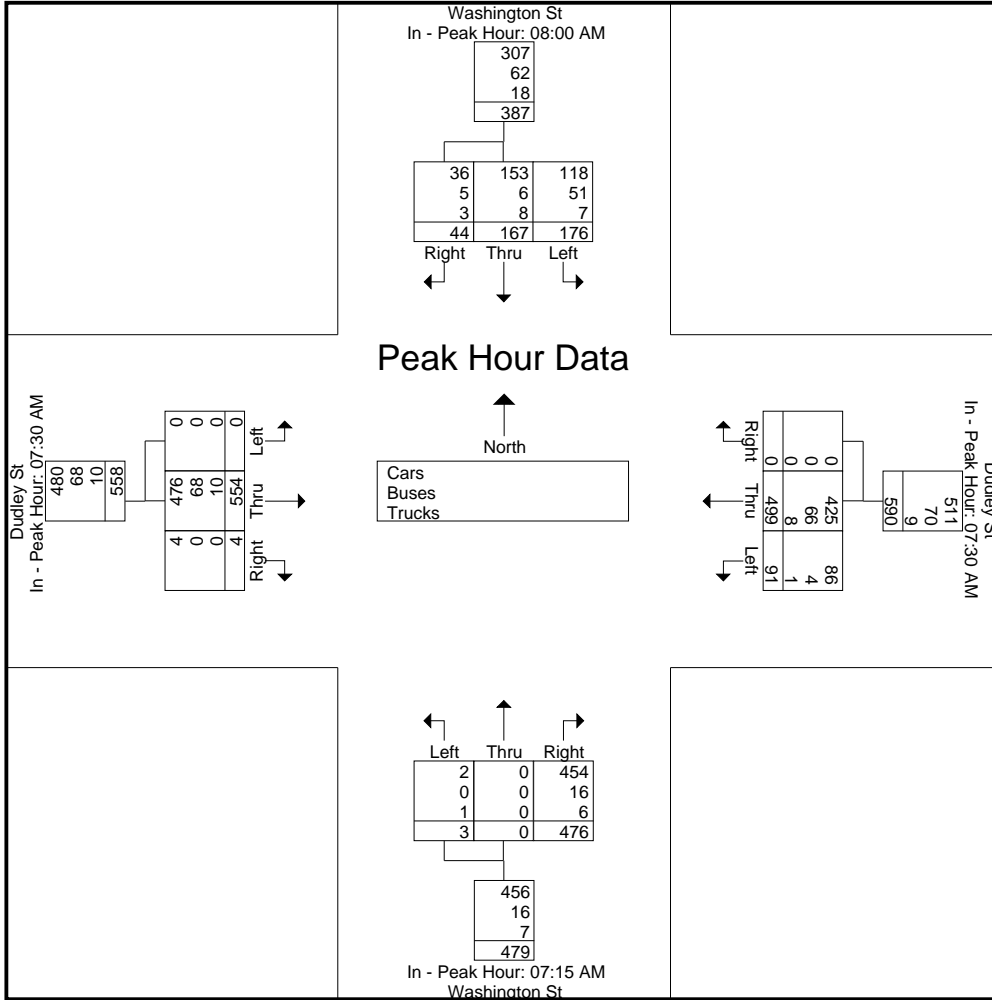 Washington St
In - Peak Hour: 08:00 AM
307
62
18
387
36 153 118
5 6 51
3 8 7
44 167 176
Right Thru Left
Peak Hour Data
North
Cars
Buses
Trucks
Dudley St
In - Peak Hour: 07:30 AM
480
68
10
558
Left Thru Right
0 476 4
0 68 0
0 10 0
0 554 4
Dudley St
In - Peak Hour: 07:30 AM
511
70
9
590
Right Thru Left
0 425 86
0 66 4
0 8 1
0 499 91
Left Thru Right
2 0 454
0 0 16
1 0 6
3 0 476
456
16
7
479
In - Peak Hour: 07:15 AM
Washington St